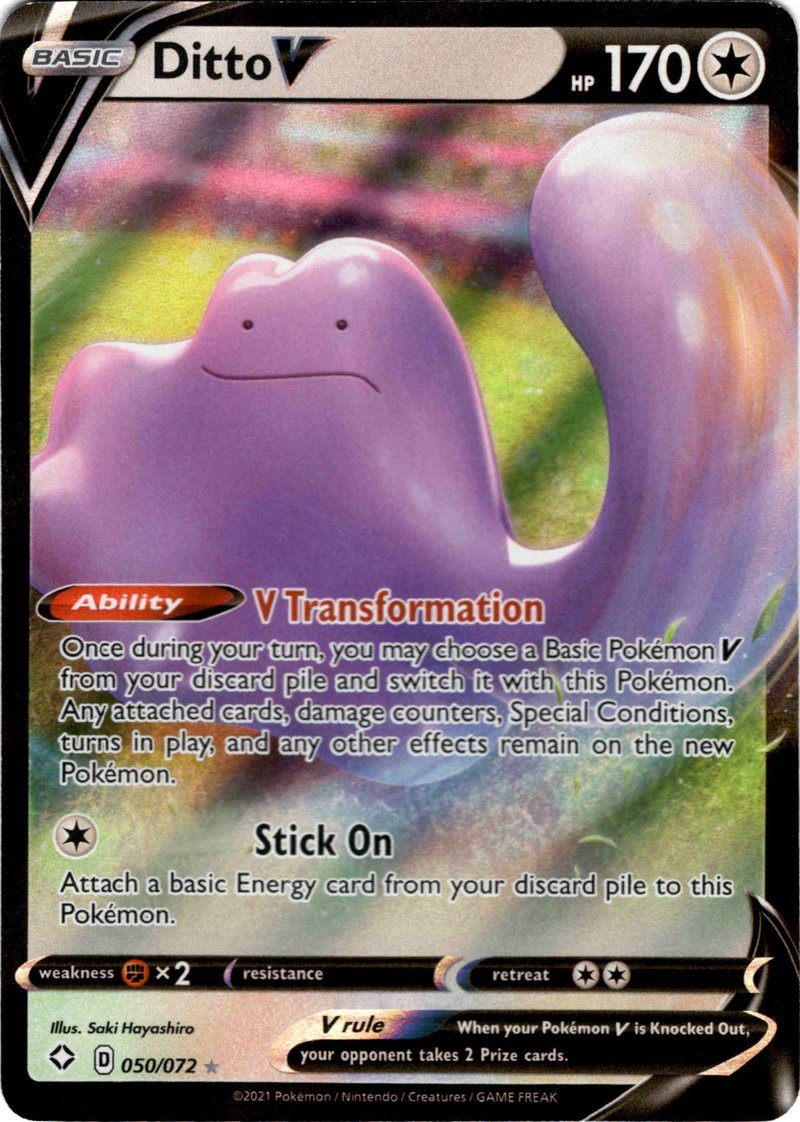 BASIC Ditto V HP 170
Ability V Transformation
Once during your turn, you may choose a Basic Pokémon V
from your discard pile and switch it with this Pokémon.
Any attached cards, damage counters, Special Conditions,
turns in play, and any other effects remain on the new
Pokémon.
Stick On
Attach a basic Energy card from your discard pile to this
Pokémon.
weakness ×2 resistance retreat
Illus. Saki Hayashiro
V rule When your Pokémon V is Knocked Out,
your opponent takes 2 Prize cards.
D 050/072 ★
©2021 Pokémon / Nintendo / Creatures / GAME FREAK